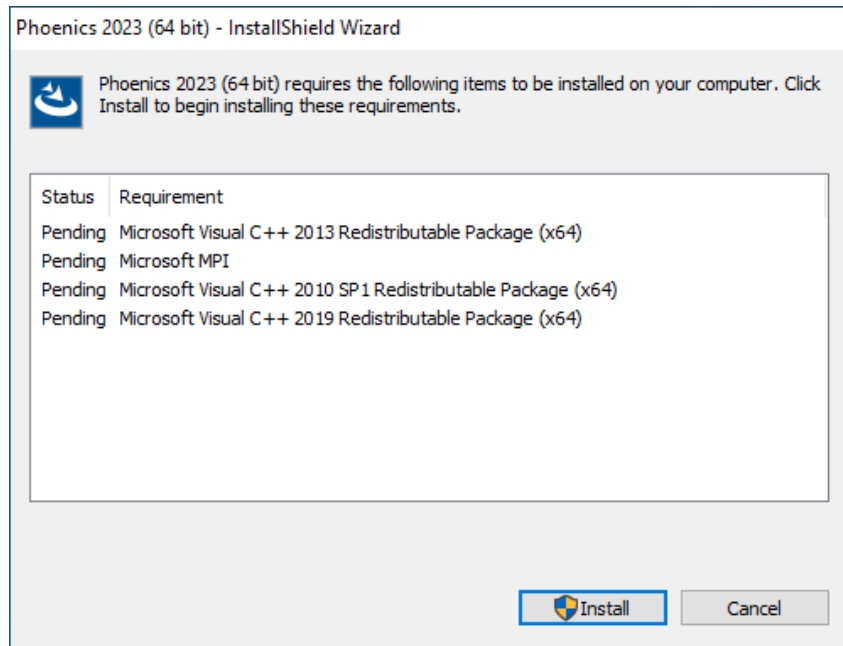 Phoenics 2023 (64 bit) - InstallShield Wizard
Phoenics 2023 (64 bit) requires the following items to be installed on your computer. Click
Install to begin installing these requirements.
Status Requirement
Pending Microsoft Visual C++ 2013 Redistributable Package (x64)
Pending Microsoft MPI
Pending Microsoft Visual C++ 2010 SP1 Redistributable Package (x64)
Pending Microsoft Visual C++ 2019 Redistributable Package (x64)
Install Cancel